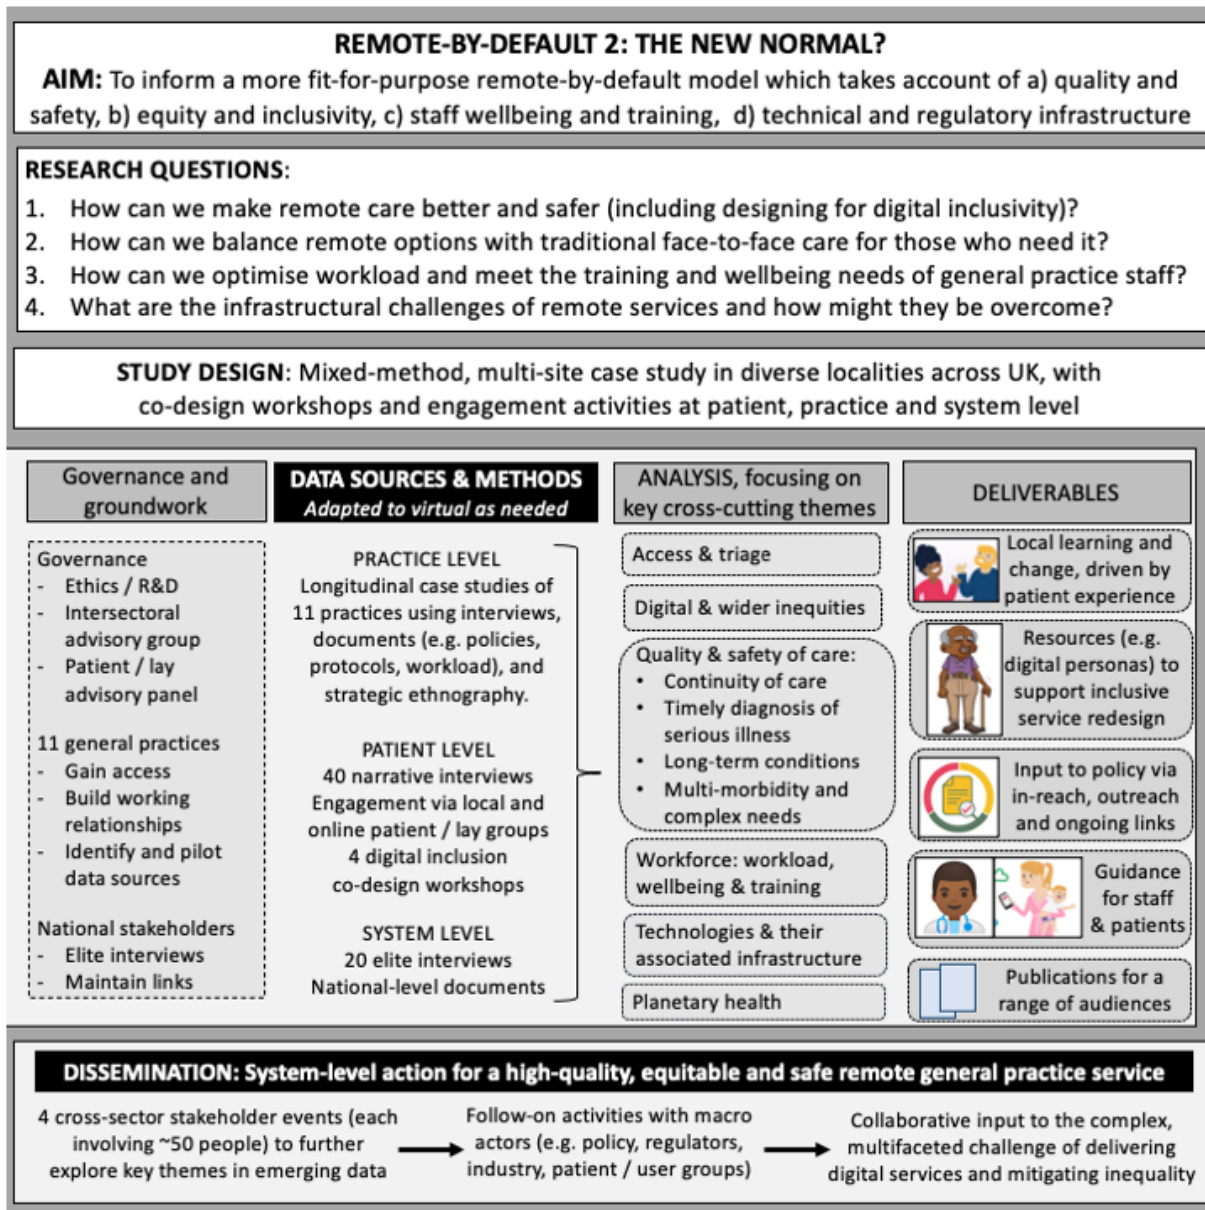 REMOTE-BY-DEFAULT 2: THE NEW NORMAL?
AIM: To inform a more fit-for-purpose remote-by-default model which takes account of a) quality and
safety, b) equity and inclusivity, c) staff wellbeing and training, d) technical and regulatory infrastructure
RESEARCH QUESTIONS:
1. How can we make remote care better and safer (including designing for digital inclusivity)?
2. How can we balance remote options with traditional face-to-face care for those who need it?
3. How can we optimise workload and meet the training and wellbeing needs of general practice staff?
4. What are the infrastructural challenges of remote services and how might they be overcome?
STUDY DESIGN: Mixed-method, multi-site case study in diverse localities across UK, with
co-design workshops and engagement activities at patient, practice and system level
Governance and
groundwork
Governance
- Ethics / R&D
- Intersectoral
advisory group
- Patient / lay
advisory panel
11 general practices
- Gain access
- Build working
relationships
- Identify and pilot
data sources
National stakeholders
- Elite interviews
- Maintain links
DATA SOURCES & METHODS
Adapted to virtual as needed
PRACTICE LEVEL
Longitudinal case studies of
11 practices using interviews,
documents (e.g. policies,
protocols, workload), and
strategic ethnography.
PATIENT LEVEL
40 narrative interviews
Engagement via local and
online patient / lay groups
4 digital inclusion
co-design workshops
SYSTEM LEVEL
20 elite interviews
National-level documents
ANALYSIS, focusing on
key cross-cutting themes
Access & triage
Digital & wider inequities
Quality & safety of care:
• Continuity of care
• Timely diagnosis of
serious illness
• Long-term conditions
• Multi-morbidity and
complex needs
Workforce: workload,
wellbeing & training
Technologies & their
associated infrastructure
Planetary health
DELIVERABLES
Local learning and
change, driven by
patient experience
Resources (e.g.
digital personas) to
support inclusive
service redesign
Input to policy via
in-reach, outreach
and ongoing links
Guidance
for staff
& patients
Publications for a
range of audiences
DISSEMINATION: System-level action for a high-quality, equitable and safe remote general practice service
4 cross-sector stakeholder events (each
involving ~50 people) to further
explore key themes in emerging data
Follow-on activities with macro
actors (e.g. policy, regulators,
industry, patient / user groups)
Collaborative input to the complex,
multifaceted challenge of delivering
digital services and mitigating inequality